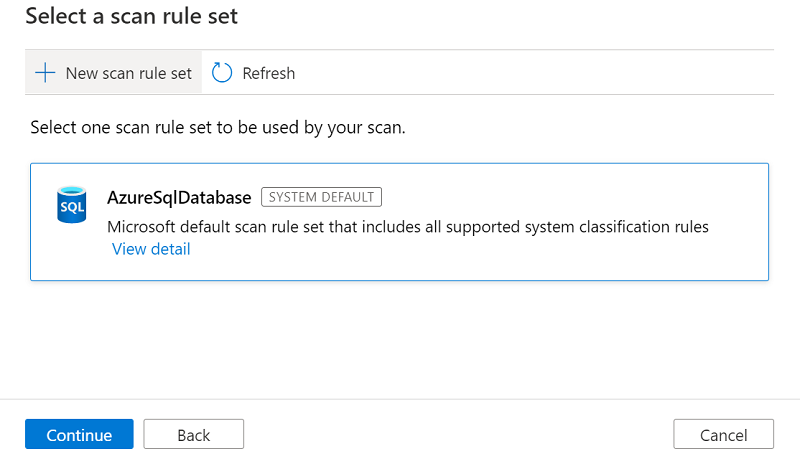 Select a scan rule set
New scan rule set Refresh
Select one scan rule set to be used by your scan.
SQL
AzureSqlDatabase SYSTEM DEFAULT
Microsoft default scan rule set that includes all supported system classification rules
View detail
Continue Back Cancel